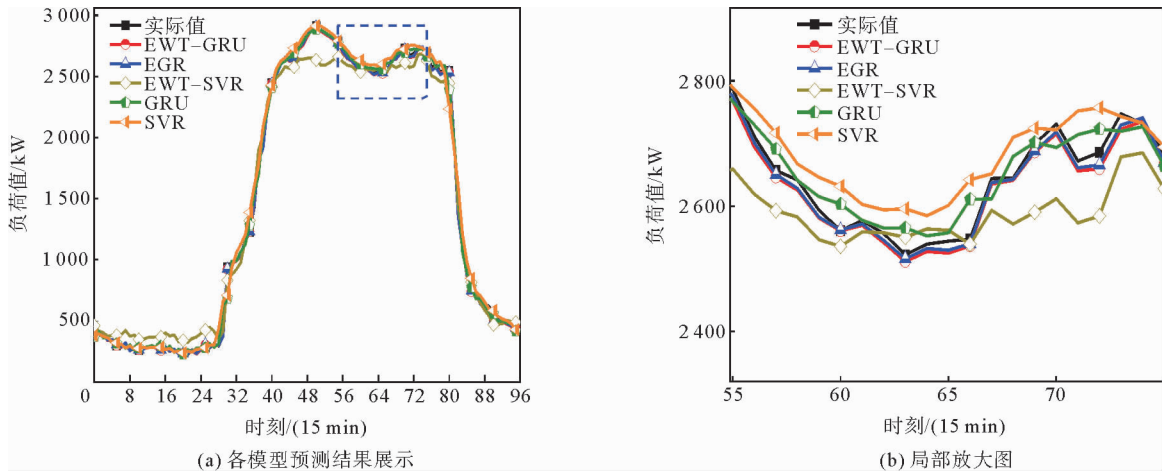 3 000
2 500
2 000
1 500
1 000
500
负荷值/kW
实际值
EWT-GRU
EGR
EWT-SVR
GRU
SVR
0 8 16 24 32 40 48 56 64 72 80 88 96
时刻/(15 min)
(a) 各模型预测结果展示
2800
2600
2 400
负荷值/kW
实际值
EWT-GRU
EGR
EWT-SVR
GRU
SVR
55 60 65 70
时刻/(15 min)
(b) 局部放大图